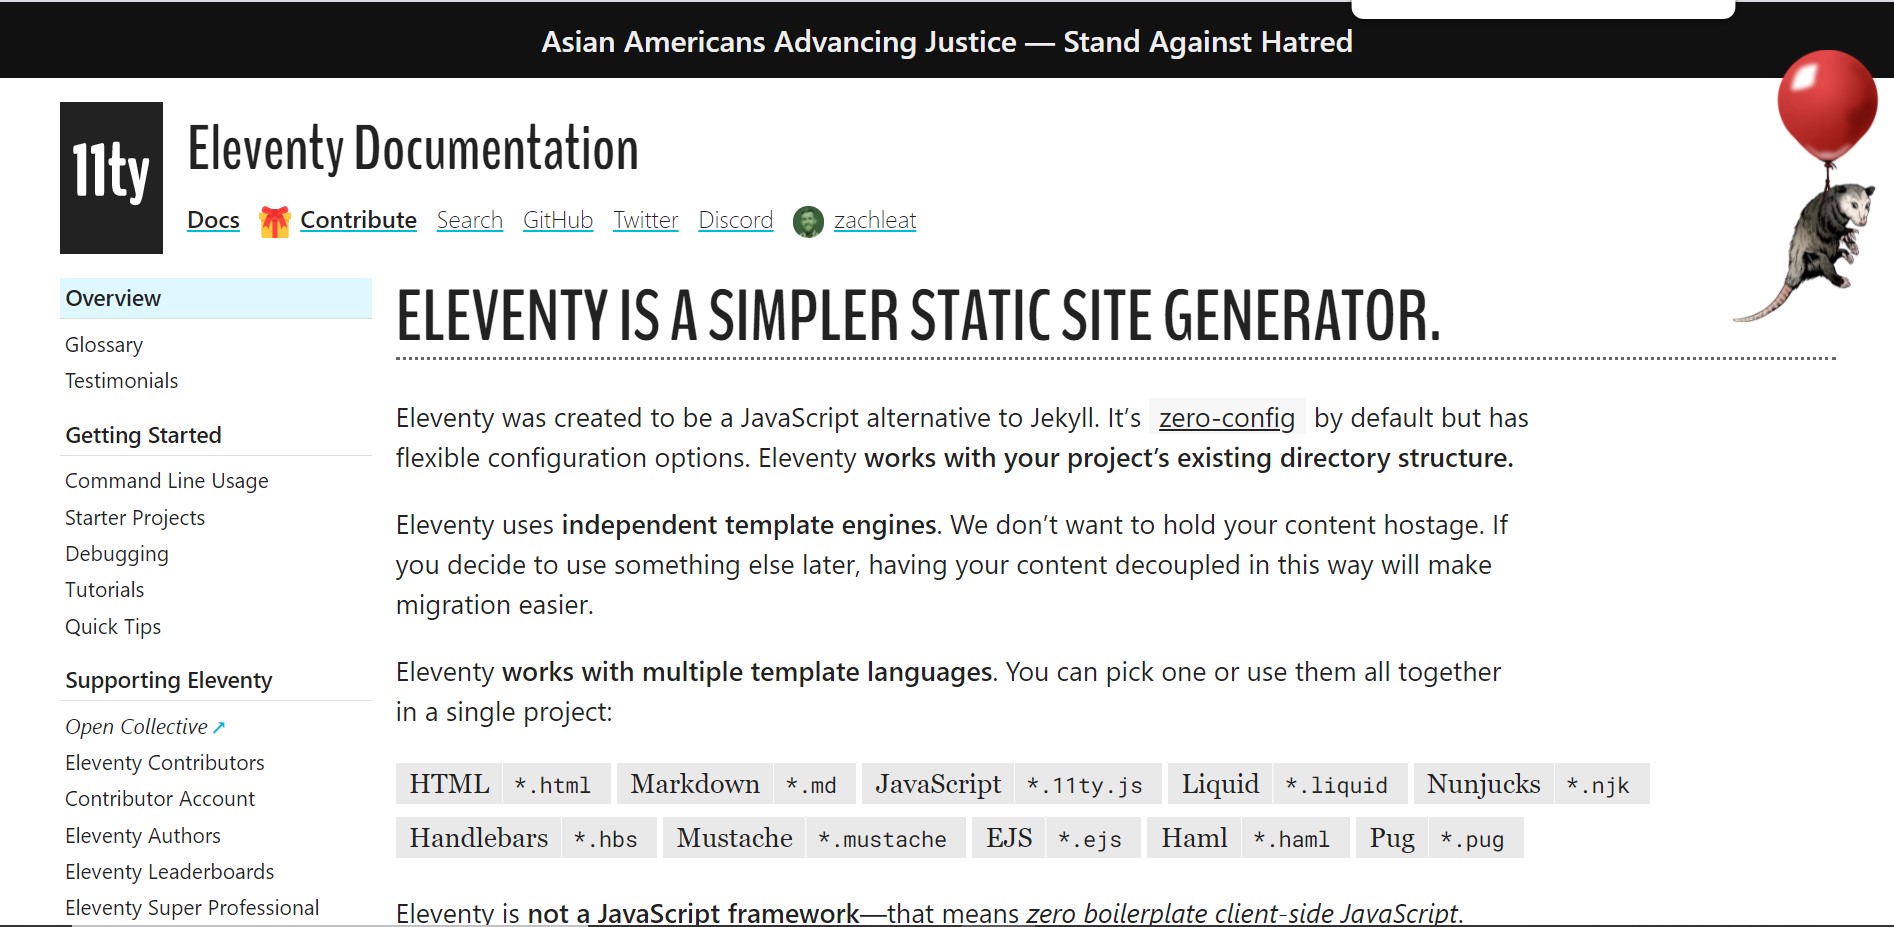 Asian Americans Advancing Justice — Stand Against Hatred
11ty
Eleventy Documentation
Docs Contribute Search GitHub Twitter Discord zachleat
Overview
Glossary
Testimonials
Getting Started
Command Line Usage
Starter Projects
Debugging
Tutorials
Quick Tips
Supporting Eleventy
Open Collective↗
Eleventy Contributors
Contributor Account
Eleventy Authors
Eleventy Leaderboards
Eleventy Super Professional
ELEVENTY IS A SIMPLER STATIC SITE GENERATOR.
Eleventy was created to be a JavaScript alternative to Jekyll. It’s zero-config by default but has
flexible configuration options. Eleventy works with your project’s existing directory structure.
Eleventy uses independent template engines. We don’t want to hold your content hostage. If
you decide to use something else later, having your content decoupled in this way will make
migration easier.
Eleventy works with multiple template languages. You can pick one or use them all together
in a single project:
HTML *.html Markdown *.md JavaScript *.11ty.js Liquid *.liquid Nunjucks *.njk
Handlebars *.hbs Mustache *.mustache EJS *.ejs Haml *.haml Pug *.pug
Eleventy is not a JavaScript framework—that means zero boilerplate client-side JavaScript.